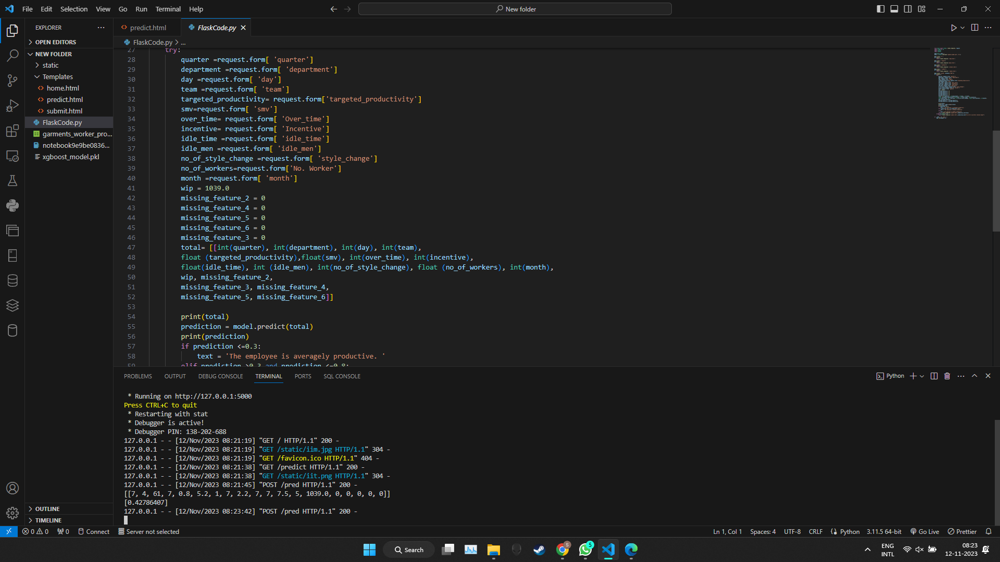 File Edit Selection View Go Run Terminal Help
New folder
EXPLORER
OPEN EDITORS
NEW FOLDER
static
Templates
home.html
predict.html
submit.html
FlaskCode.py
garments_worker_pro...
notebook9e9be0836...
xgboost_model.pkl
OUTLINE
TIMELINE
predict.html
FlaskCode.py
FlaskCode.py > ...
27 try:
28 quarter =request.form[ 'quarter']
29 department =request.form[ 'department']
30 day =request.form[ 'day']
31 team =request.form[ 'team']
32 targeted_productivity= request.form['targeted_productivity']
33 smv=request.form[ 'smv']
34 over_time= request.form[ 'Over_time']
35 incentive= request.form[ 'Incentive']
36 idle_time =request.form[ 'idle_time']
37 idle_men =request.form[ 'idle_men']
38 no_of_style_change =request.form[ 'style_change']
39 no_of_workers=request.form['No. Worker']
40 month =request.form[ 'month']
41 wip = 1039.0
42 missing_feature_2 = 0
43 missing_feature_4 = 0
44 missing_feature_5 = 0
45 missing_feature_6 = 0
46 missing_feature_3 = 0
47 total= [[int(quarter), int(department), int(day), int(team),
48 float (targeted_productivity),float(smv), int(over_time), int(incentive),
49 float(idle_time), int (idle_men), int(no_of_style_change), float (no_of_workers), int(month),
50 wip, missing_feature_2,
51 missing_feature_3, missing_feature_4,
52 missing_feature_5, missing_feature_6]]
53
54 print(total)
55 prediction = model.predict(total)
56 print(prediction)
57 if prediction <=0.3:
58 text = 'The employee is averagely productive. '
59 elif prediction >0.3 and prediction <=0.8:
PROBLEMS OUTPUT DEBUG CONSOLE TERMINAL PORTS SQL CONSOLE
Python
* Running on http://127.0.0.1:5000
Press CTRL+C to quit
* Restarting with stat
* Debugger is active!
* Debugger PIN: 138-202-688
127.0.0.1 - - [12/Nov/2023 08:21:19] "GET / HTTP/1.1" 200 -
127.0.0.1 - - [12/Nov/2023 08:21:19] "GET /static/iim.jpg HTTP/1.1" 304 -
127.0.0.1 - - [12/Nov/2023 08:21:19] "GET /favicon.ico HTTP/1.1" 404 -
127.0.0.1 - - [12/Nov/2023 08:21:38] "GET /predict HTTP/1.1" 200 -
127.0.0.1 - - [12/Nov/2023 08:21:38] "GET /static/iit.png HTTP/1.1" 304 -
127.0.0.1 - - [12/Nov/2023 08:21:45] "POST /pred HTTP/1.1" 200 -
[[7, 4, 61, 7, 0.8, 5.2, 1, 7, 2.2, 7, 7, 7.5, 5, 1039.0, 0, 0, 0, 0, 0]]
[0.42786407]
127.0.0.1 - - [12/Nov/2023 08:23:42] "POST /pred HTTP/1.1" 200 -
0 0 0 Connect Server not selected
Ln 1, Col 1 Spaces: 4 UTF-8 CRLF Python 3.11.5 64-bit Go Live Prettier
Search
S
5
ENG
INTL
08:23
12-11-2023